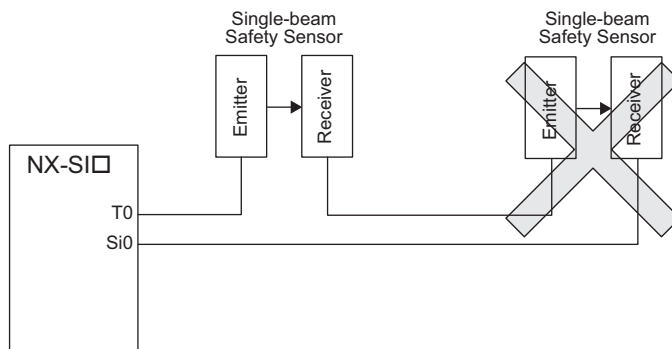 Single-beam
Safety Sensor
Single-beam
Safety Sensor
Emitter
Receiver
Emitter
Receiver
NX-SI□
T0
Si0